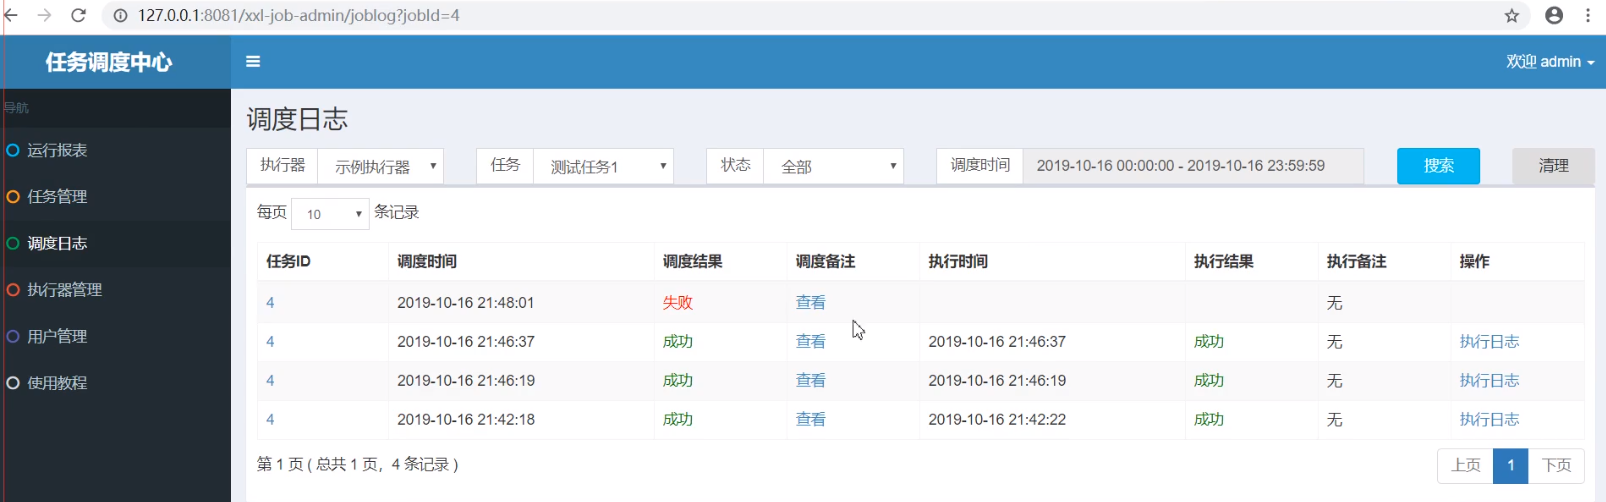 127.0.0.1:8081/xxl-job-admin/joblog?jobId=4
任务调度中心
欢迎 admin
导航
运行报表
任务管理
调度日志
执行器管理
用户管理
使用教程
调度日志
执行器 示例执行器 任务 测试任务1 状态 全部 调度时间 2019-10-16 00:00:00 - 2019-10-16 23:59:59 搜索 清理
每页 10 条记录
任务ID 调度时间 调度结果 调度备注 执行时间 执行结果 执行备注 操作
4 2019-10-16 21:48:01 失败 查看 无
4 2019-10-16 21:46:37 成功 查看 2019-10-16 21:46:37 成功 无 执行日志
4 2019-10-16 21:46:19 成功 查看 2019-10-16 21:46:19 成功 无 执行日志
4 2019-10-16 21:42:18 成功 查看 2019-10-16 21:42:22 成功 无 执行日志
第 1 页 ( 总共 1 页，4 条记录 )
上页 1 下页